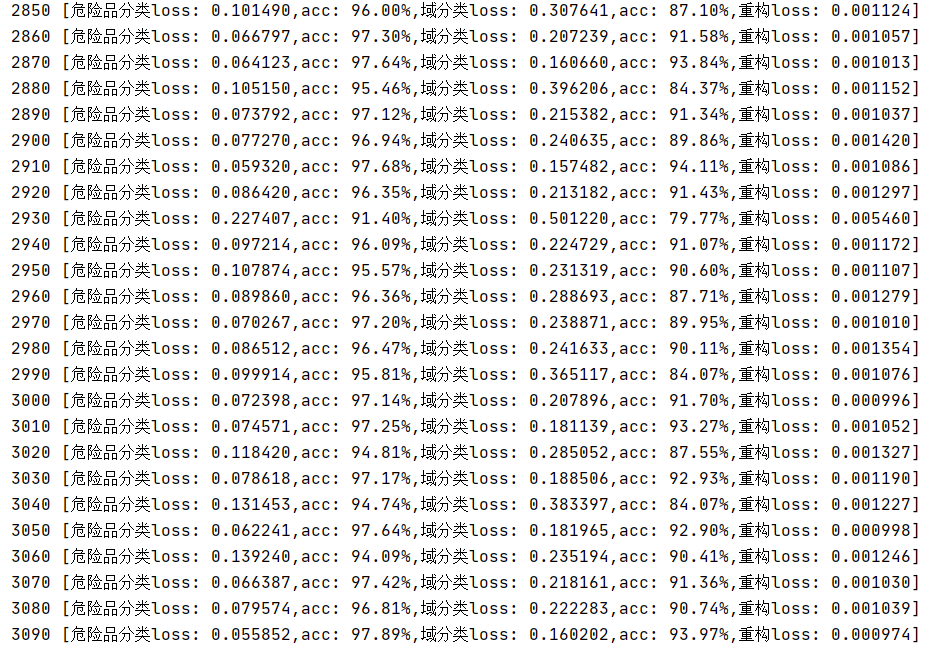 2850 [危险品分类loss: 0.101490,acc: 96.00%,域分类loss: 0.307641,acc: 87.10%,重构loss: 0.001124]
2860 [危险品分类loss: 0.066797,acc: 97.30%,域分类loss: 0.207239,acc: 91.58%,重构loss: 0.001057]
2870 [危险品分类loss: 0.064123,acc: 97.64%,域分类loss: 0.160660,acc: 93.84%,重构loss: 0.001013]
2880 [危险品分类loss: 0.105150,acc: 95.46%,域分类loss: 0.396206,acc: 84.37%,重构loss: 0.001152]
2890 [危险品分类loss: 0.073792,acc: 97.12%,域分类loss: 0.215382,acc: 91.34%,重构loss: 0.001037]
2900 [危险品分类loss: 0.077270,acc: 96.94%,域分类loss: 0.240635,acc: 89.86%,重构loss: 0.001420]
2910 [危险品分类loss: 0.059320,acc: 97.68%,域分类loss: 0.157482,acc: 94.11%,重构loss: 0.001086]
2920 [危险品分类loss: 0.086420,acc: 96.35%,域分类loss: 0.213182,acc: 91.43%,重构loss: 0.001297]
2930 [危险品分类loss: 0.227407,acc: 91.40%,域分类loss: 0.501220,acc: 79.77%,重构loss: 0.005460]
2940 [危险品分类loss: 0.097214,acc: 96.09%,域分类loss: 0.224729,acc: 91.07%,重构loss: 0.001172]
2950 [危险品分类loss: 0.107874,acc: 95.57%,域分类loss: 0.231319,acc: 90.60%,重构loss: 0.001107]
2960 [危险品分类loss: 0.089860,acc: 96.36%,域分类loss: 0.288693,acc: 87.71%,重构loss: 0.001279]
2970 [危险品分类loss: 0.070267,acc: 97.20%,域分类loss: 0.238871,acc: 89.95%,重构loss: 0.001010]
2980 [危险品分类loss: 0.086512,acc: 96.47%,域分类loss: 0.241633,acc: 90.11%,重构loss: 0.001354]
2990 [危险品分类loss: 0.099914,acc: 95.81%,域分类loss: 0.365117,acc: 84.07%,重构loss: 0.001076]
3000 [危险品分类loss: 0.072398,acc: 97.14%,域分类loss: 0.207896,acc: 91.70%,重构loss: 0.000996]
3010 [危险品分类loss: 0.074571,acc: 97.25%,域分类loss: 0.181139,acc: 93.27%,重构loss: 0.001052]
3020 [危险品分类loss: 0.118420,acc: 94.81%,域分类loss: 0.285052,acc: 87.55%,重构loss: 0.001327]
3030 [危险品分类loss: 0.078618,acc: 97.17%,域分类loss: 0.188506,acc: 92.93%,重构loss: 0.001190]
3040 [危险品分类loss: 0.131453,acc: 94.74%,域分类loss: 0.383397,acc: 84.07%,重构loss: 0.001227]
3050 [危险品分类loss: 0.062241,acc: 97.64%,域分类loss: 0.181965,acc: 92.90%,重构loss: 0.000998]
3060 [危险品分类loss: 0.139240,acc: 94.09%,域分类loss: 0.235194,acc: 90.41%,重构loss: 0.001246]
3070 [危险品分类loss: 0.066387,acc: 97.42%,域分类loss: 0.218161,acc: 91.36%,重构loss: 0.001030]
3080 [危险品分类loss: 0.079574,acc: 96.81%,域分类loss: 0.222283,acc: 90.74%,重构loss: 0.001039]
3090 [危险品分类loss: 0.055852,acc: 97.89%,域分类loss: 0.160202,acc: 93.97%,重构loss: 0.000974]